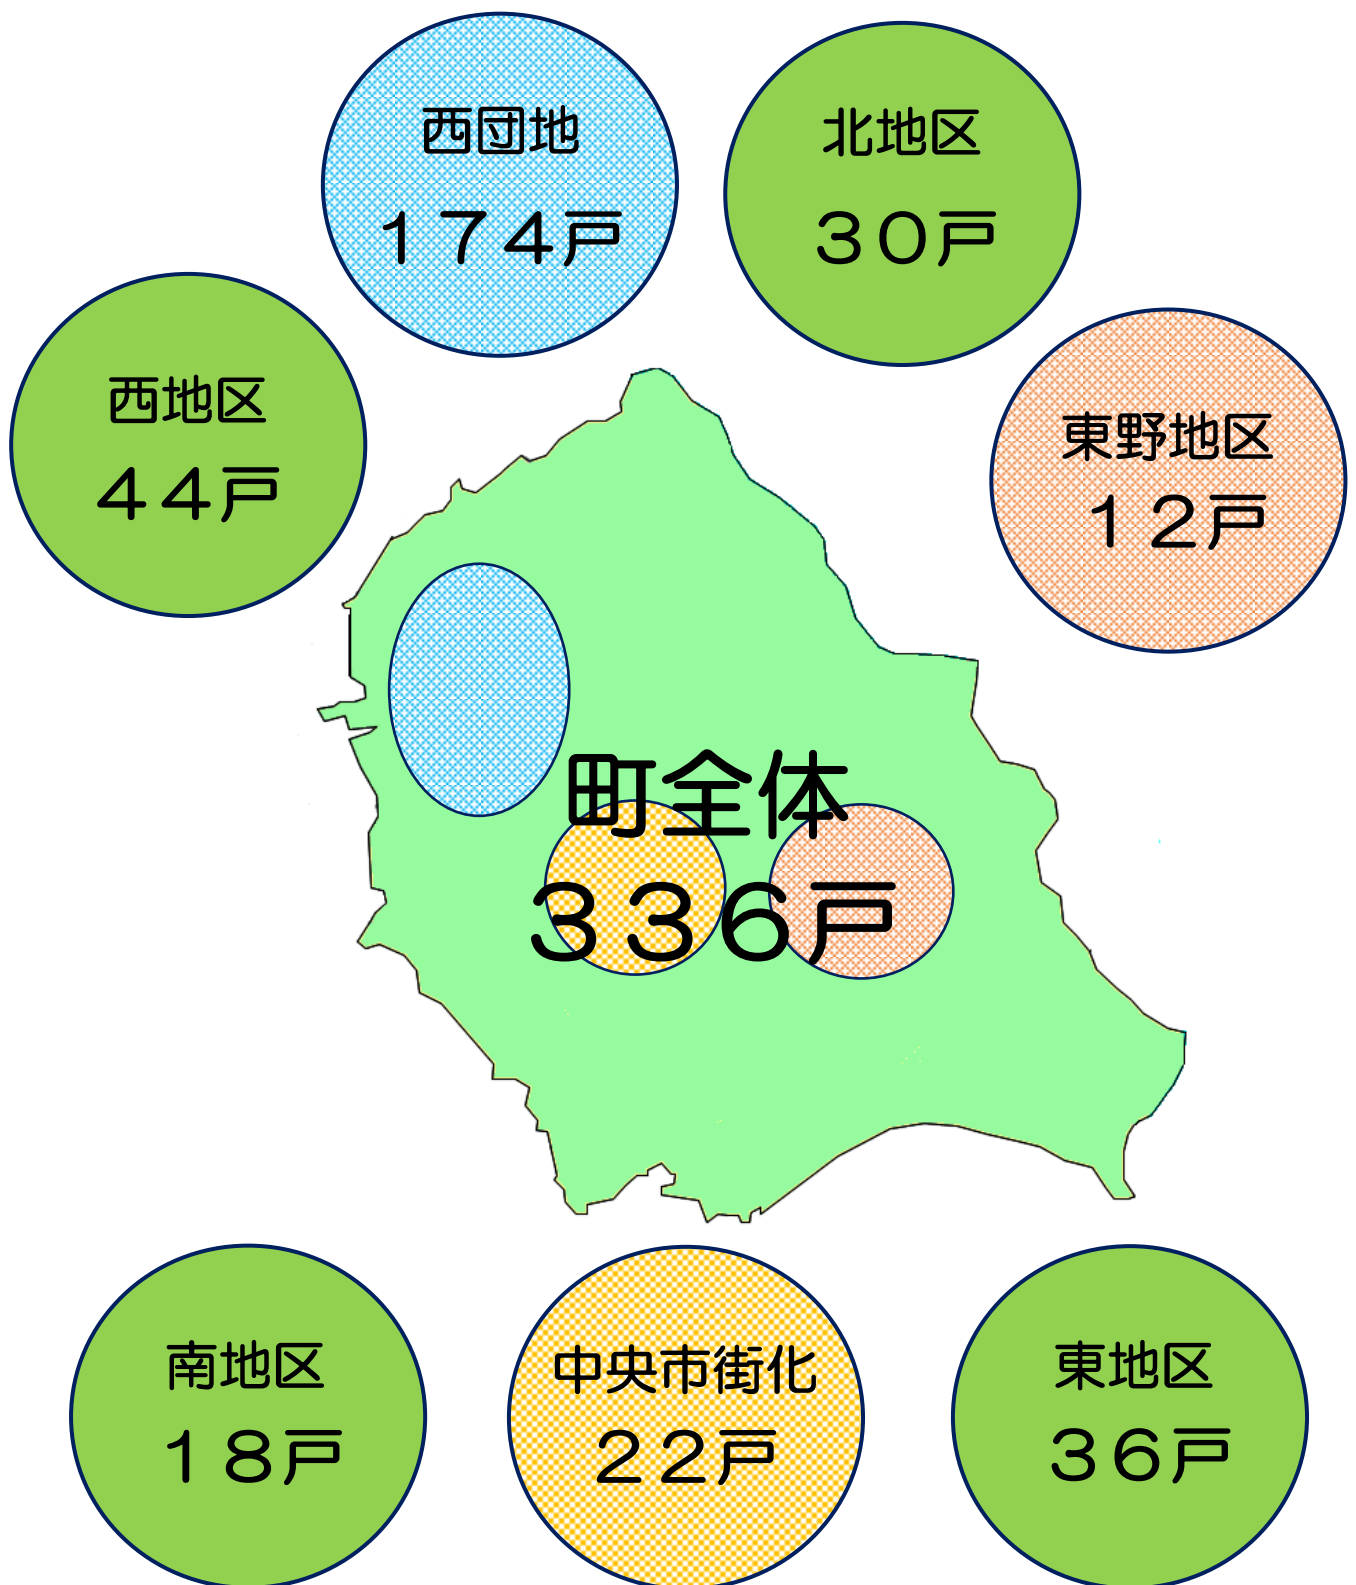 西団地
１７４戸
北地区
３０戸
西地区
４４戸
東野地区
１２戸
町全体
３３６戸
南地区
１８戸
中央市街化
２２戸
東地区
３６戸